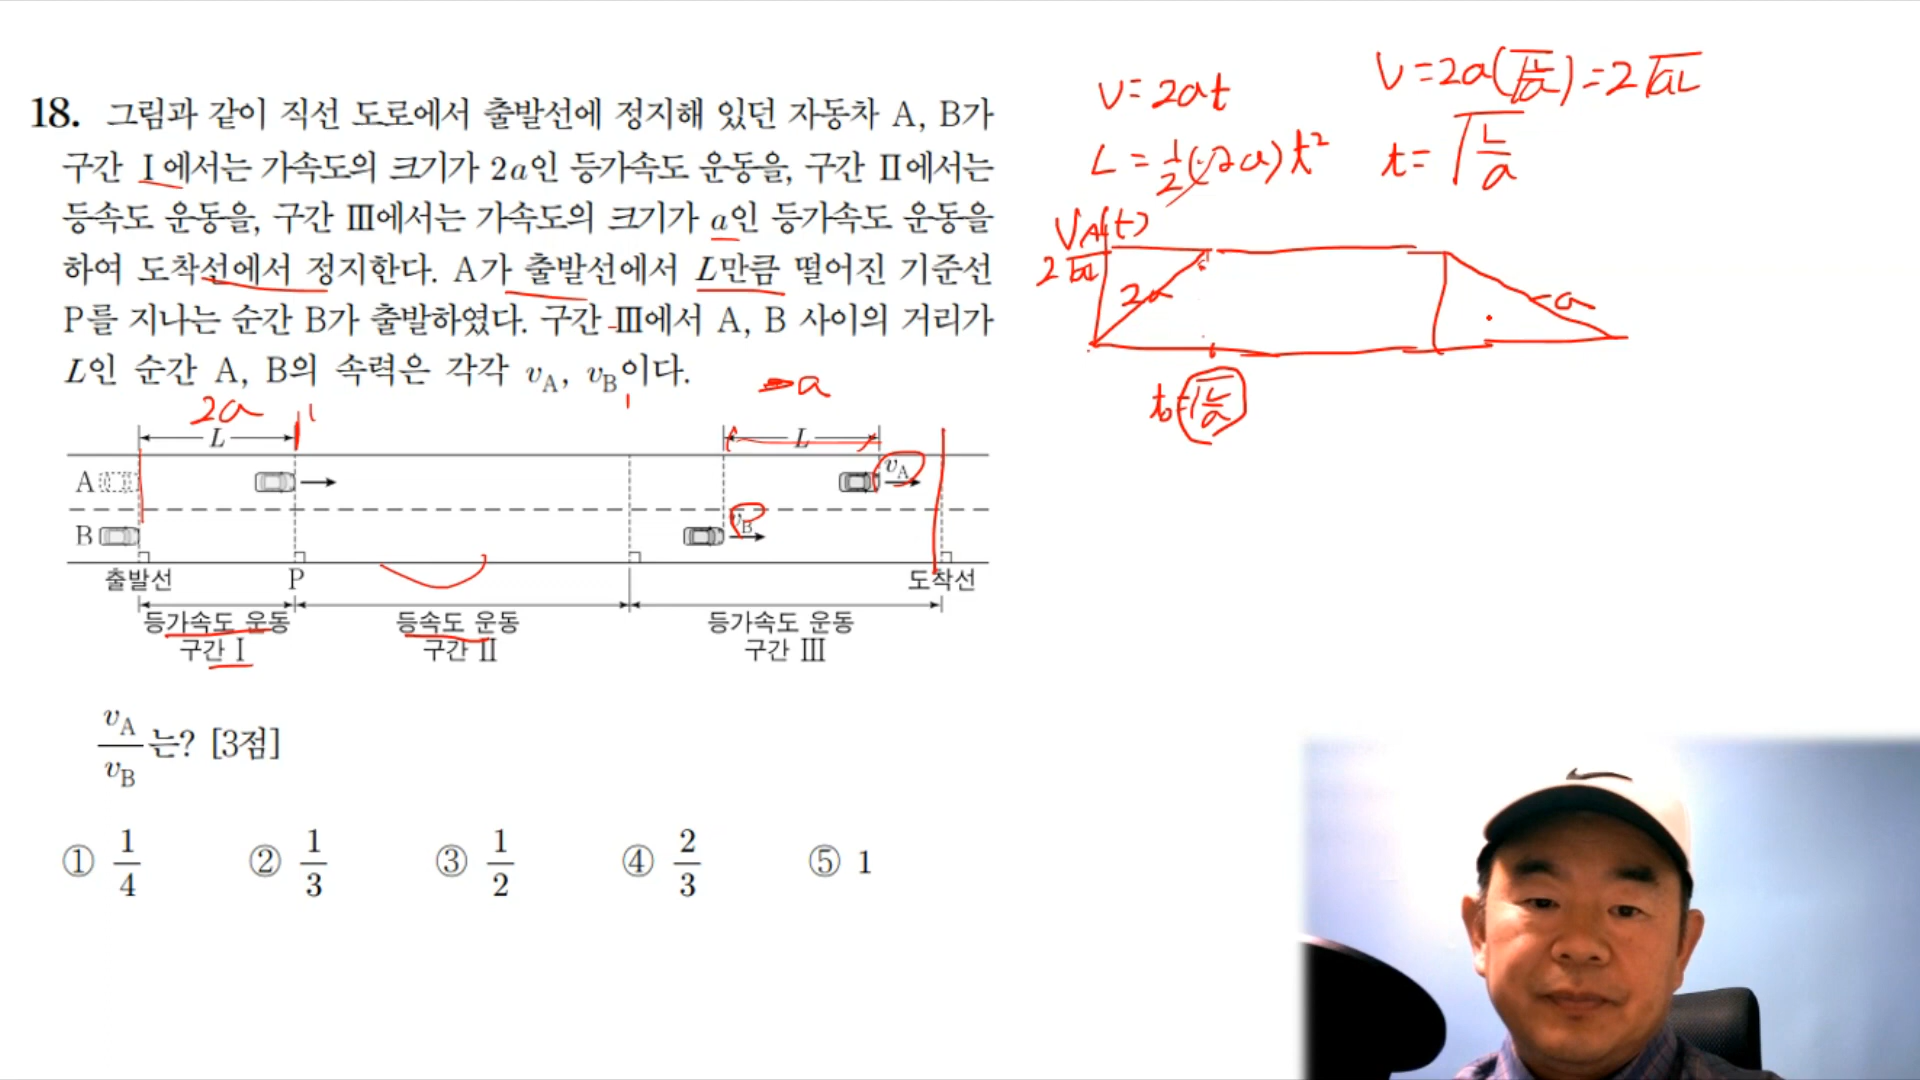 18. 그림과 같이 직선 도로에서 출발선에 정지해 있던 자동차 A, B가
구간 Ⅰ에서는 가속도의 크기가 2a인 등가속도 운동을, 구간 Ⅱ에서는
등속도 운동을, 구간 Ⅲ에서는 가속도의 크기가 a인 등가속도 운동을
하여 도착선에서 정지한다. A가 출발선에서 L만큼 떨어진 기준선
P를 지나는 순간 B가 출발하였다. 구간 Ⅲ에서 A, B 사이의 거리가
L인 순간 A, B의 속력은 각각 v_A, v_B이다.
2a
-a
L L
A v_A
B v_B
출발선 P 도착선
등가속도 운동 등속도 운동 등가속도 운동
구간 Ⅰ 구간 Ⅱ 구간 Ⅲ
v_A/v_B 는? [3점]
① 1/4 ② 1/3 ③ 1/2 ④ 2/3 ⑤ 1
V=2at V=2a(√(L/a))=2√aL
L=1/2(2a)t² t=√(L/a)
V_A(t)
2√aL
2a a
t₀=√(L/a)